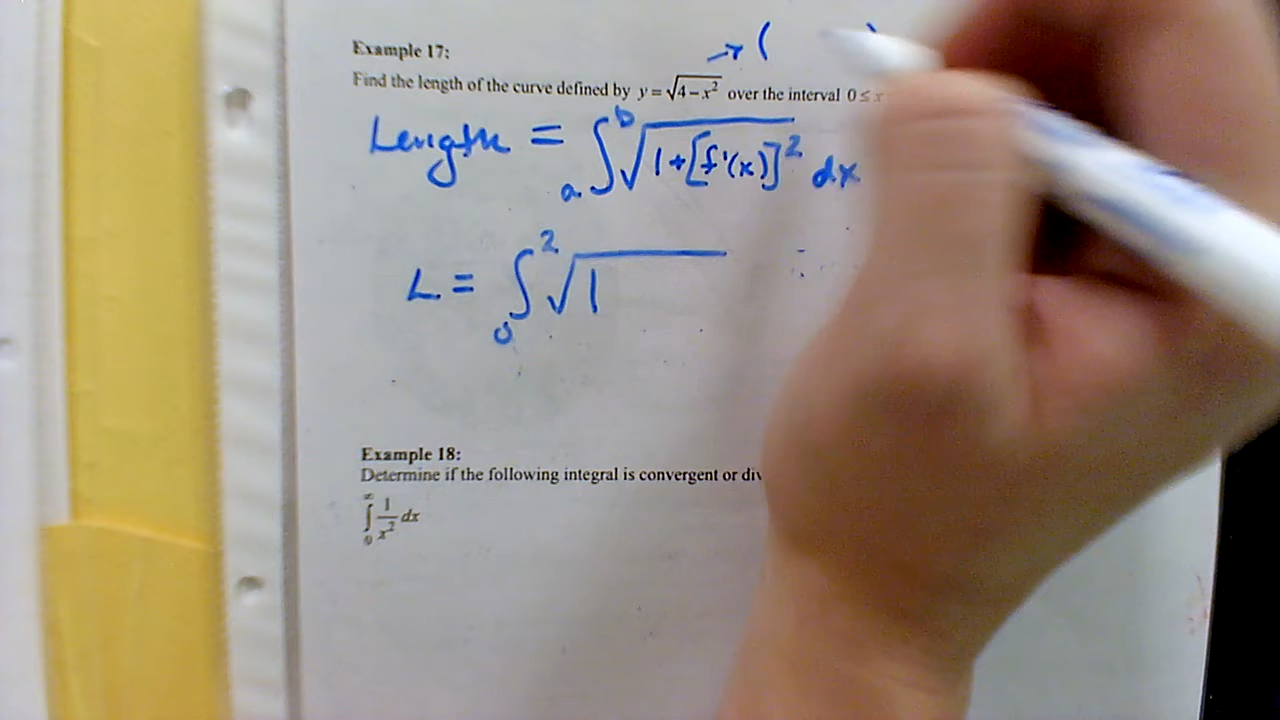 Example 17:
→ ( )
Find the length of the curve defined by y = √(4 − x²) over the interval 0 ≤ x
Length = ∫ₐᵇ √(1 + [f'(x)]²) dx
L = ∫₀² √1
Example 18:
Determine if the following integral is convergent or div
∫₀^∞ 1/x² dx